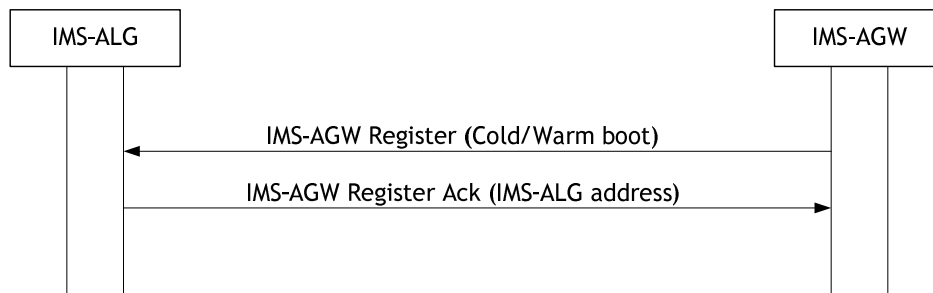 IMS-ALG
IMS-AGW
IMS-AGW Register (Cold/Warm boot)
IMS-AGW Register Ack (IMS-ALG address)